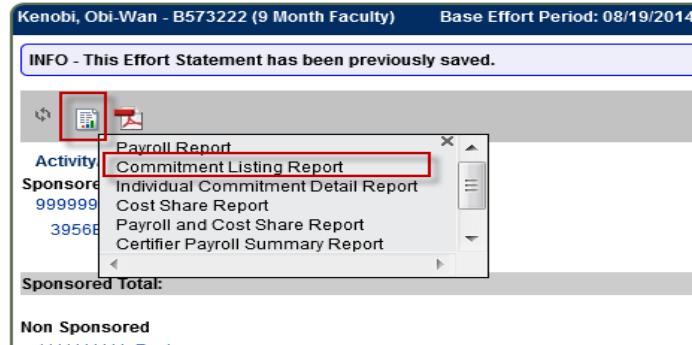 Kenobi, Obi-Wan - B573222 (9 Month Faculty) Base Effort Period: 08/19/2014
INFO - This Effort Statement has been previously saved.
Payroll Report
Activity
Commitment Listing Report
Sponsore
Individual Commitment Detail Report
999999
Cost Share Report
3956E
Payroll and Cost Share Report
Certifier Payroll Summary Report
Sponsored Total:
Non Sponsored